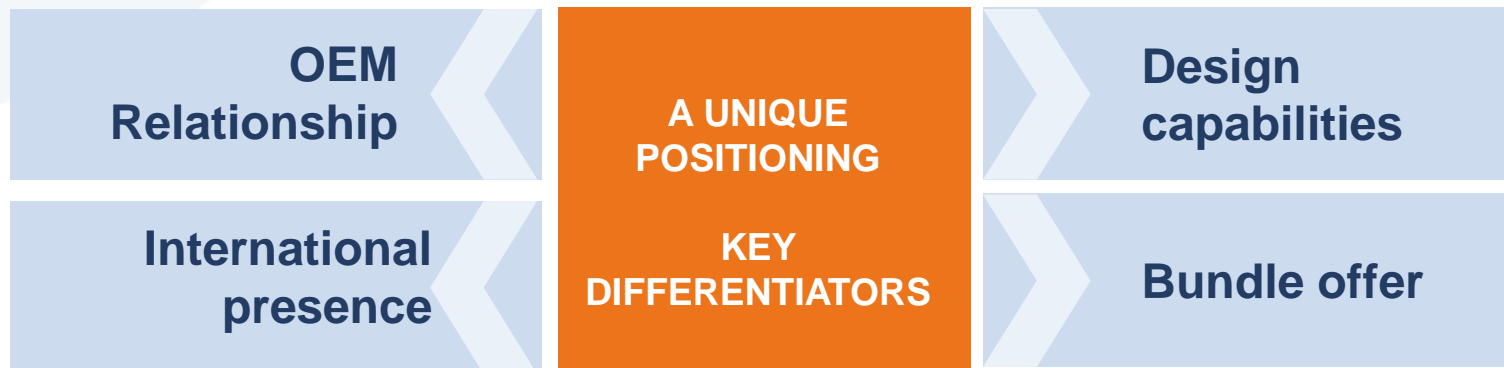 OEM
Relationship
International
presence
A UNIQUE
POSITIONING
KEY
DIFFERENTIATORS
Design
capabilities
Bundle offer